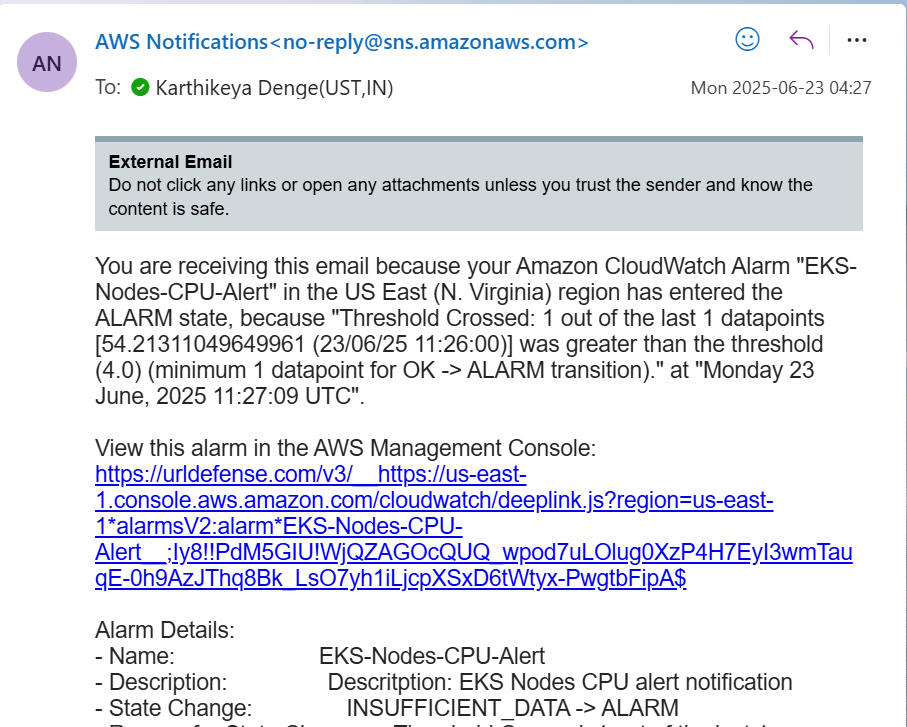 AWS Notifications<no-reply@sns.amazonaws.com>
AN
To: Karthikeya Denge(UST,IN)
Mon 2025-06-23 04:27
External Email
Do not click any links or open any attachments unless you trust the sender and know the
content is safe.
You are receiving this email because your Amazon CloudWatch Alarm "EKS-
Nodes-CPU-Alert" in the US East (N. Virginia) region has entered the
ALARM state, because "Threshold Crossed: 1 out of the last 1 datapoints
[54.21311049649961 (23/06/25 11:26:00)] was greater than the threshold
(4.0) (minimum 1 datapoint for OK -> ALARM transition)." at "Monday 23
June, 2025 11:27:09 UTC".
View this alarm in the AWS Management Console:
https://urldefense.com/v3/__https://us-east-
1.console.aws.amazon.com/cloudwatch/deeplink.js?region=us-east-
1*alarmsV2:alarm*EKS-Nodes-CPU-
Alert__;Iy8!!PdM5GIU!WjQZAGOcQUQ_wpod7uLOlug0XzP4H7EyI3wmTau
qE-0h9AzJThq8Bk_LsO7yh1iLjcpXSxD6tWtyx-PwgtbFipA$
Alarm Details:
- Name: EKS-Nodes-CPU-Alert
- Description: Descritption: EKS Nodes CPU alert notification
- State Change: INSUFFICIENT_DATA -> ALARM